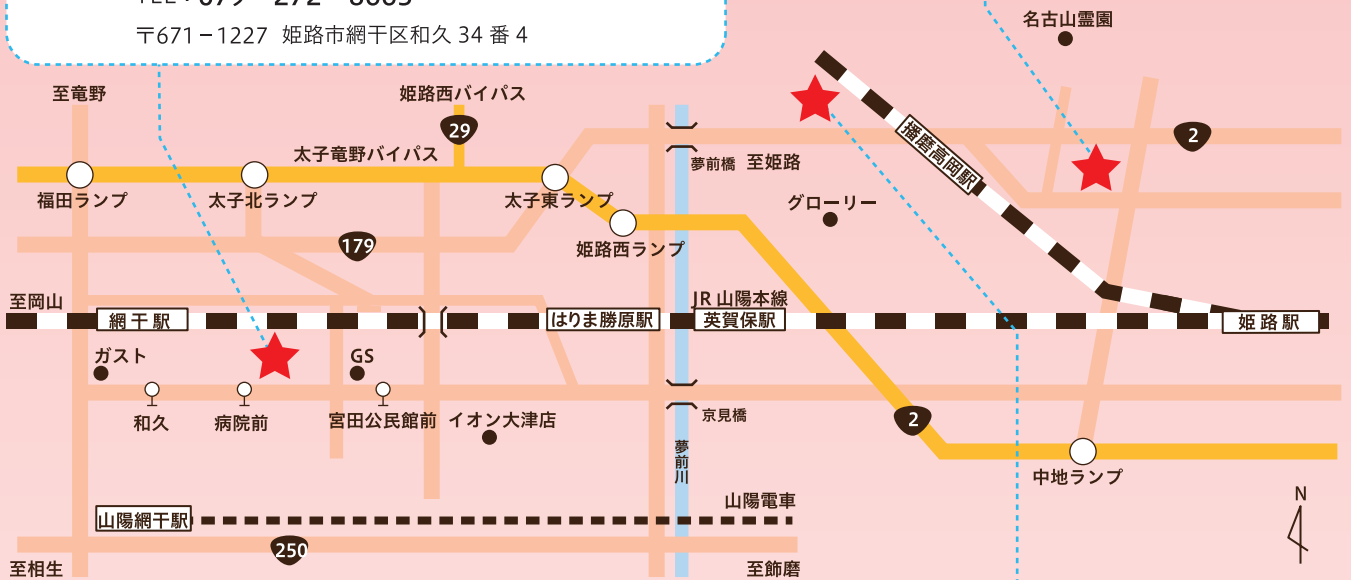 〒671−1227 姫路市網干区和久 34 番 4
名古山霊園
至竜野
姫路西バイパス
29
2
太子竜野バイパス
播磨高岡駅
夢前橋
至姫路
福田ランプ
太子北ランプ
太子東ランプ
グローリー
179
姫路西ランプ
至岡山
JR 山陽本線
網干駅
はりま勝原駅
英賀保駅
姫路駅
ガスト
GS
和久
病院前
宮田公民館前
イオン大津店
京見橋
2
夢前川
中地ランプ
山陽電車
N
山陽網干駅
250
至相生
至飾磨